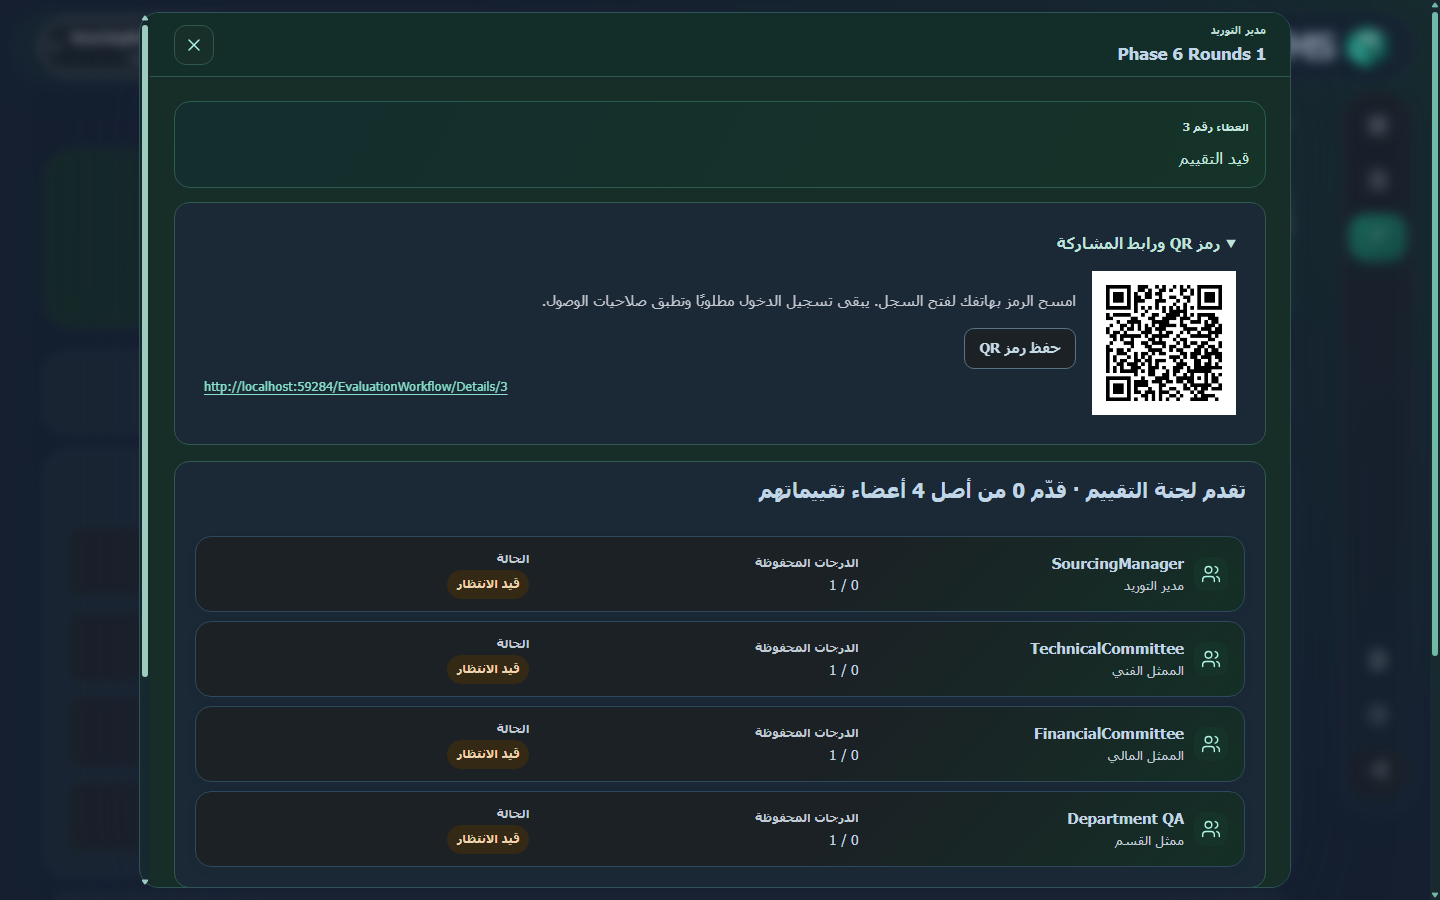 مدير التوريد
Phase 6 Rounds 1
العطاء رقم 3
قيد التقييم
▼ رمز QR ورابط المشاركة
امسح الرمز بهاتفك لفتح السجل. يبقى تسجيل الدخول مطلوبًا وتطبق صلاحيات الوصول.
حفظ رمز QR
http://localhost:59284/EvaluationWorkflow/Details/3
تقدم لجنة التقييم · قدّم 0 من أصل 4 أعضاء تقييماتهم
SourcingManager
مدير التوريد
الدرجات المحفوظة
0 / 1
الحالة
قيد الانتظار
TechnicalCommittee
الممثل الفني
الدرجات المحفوظة
0 / 1
الحالة
قيد الانتظار
FinancialCommittee
الممثل المالي
الدرجات المحفوظة
0 / 1
الحالة
قيد الانتظار
Department QA
ممثل القسم
الدرجات المحفوظة
0 / 1
الحالة
قيد الانتظار